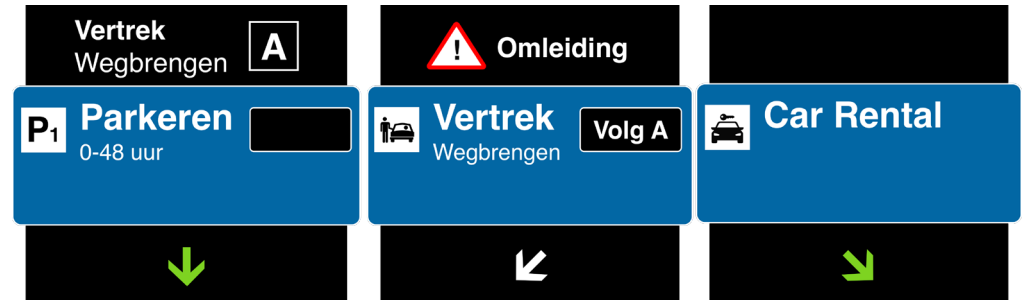 Vertrek
Wegbrengen
A
P1
Parkeren
0-48 uur
!
Omleiding
Vertrek
Wegbrengen
Volg A
Car Rental